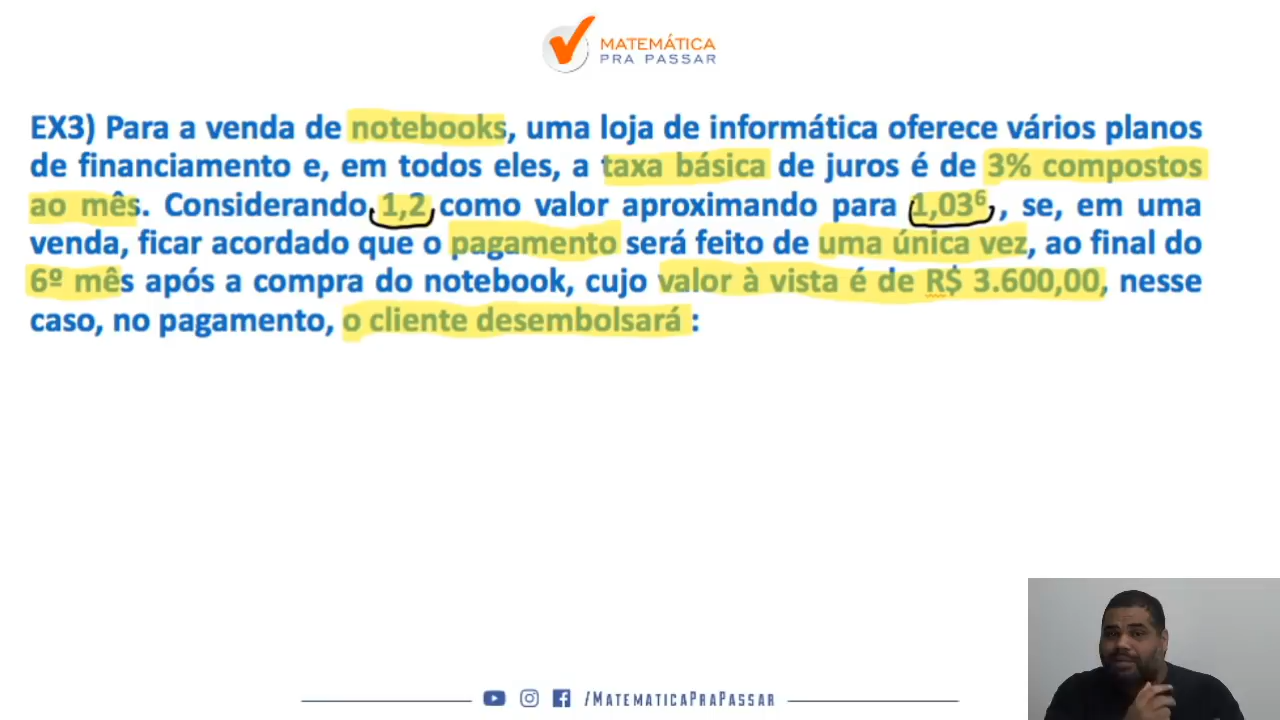 MATEMÁTICA
PRA PASSAR
EX3) Para a venda de notebooks, uma loja de informática oferece vários planos
de financiamento e, em todos eles, a taxa básica de juros é de 3% compostos
ao mês. Considerando 1,2 como valor aproximando para 1,03⁶ , se, em uma
venda, ficar acordado que o pagamento será feito de uma única vez, ao final do
6º mês após a compra do notebook, cujo valor à vista é de R$ 3.600,00, nesse
caso, no pagamento, o cliente desembolsará :
/MatematicaPraPassar